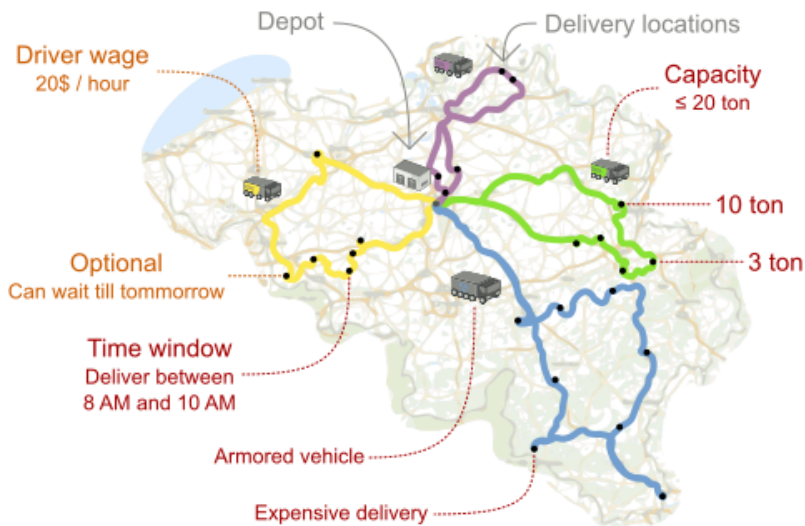 Depot
Delivery locations
Driver wage
20$ / hour
Capacity
≤ 20 ton
10 ton
3 ton
Optional
Can wait till tommorrow
Time window
Deliver between
8 AM and 10 AM
Armored vehicle
Expensive delivery